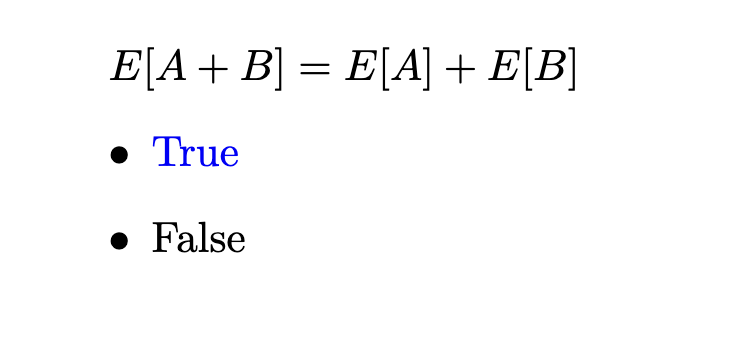 E[A + B] = E[A] + E[B]
• True
• False